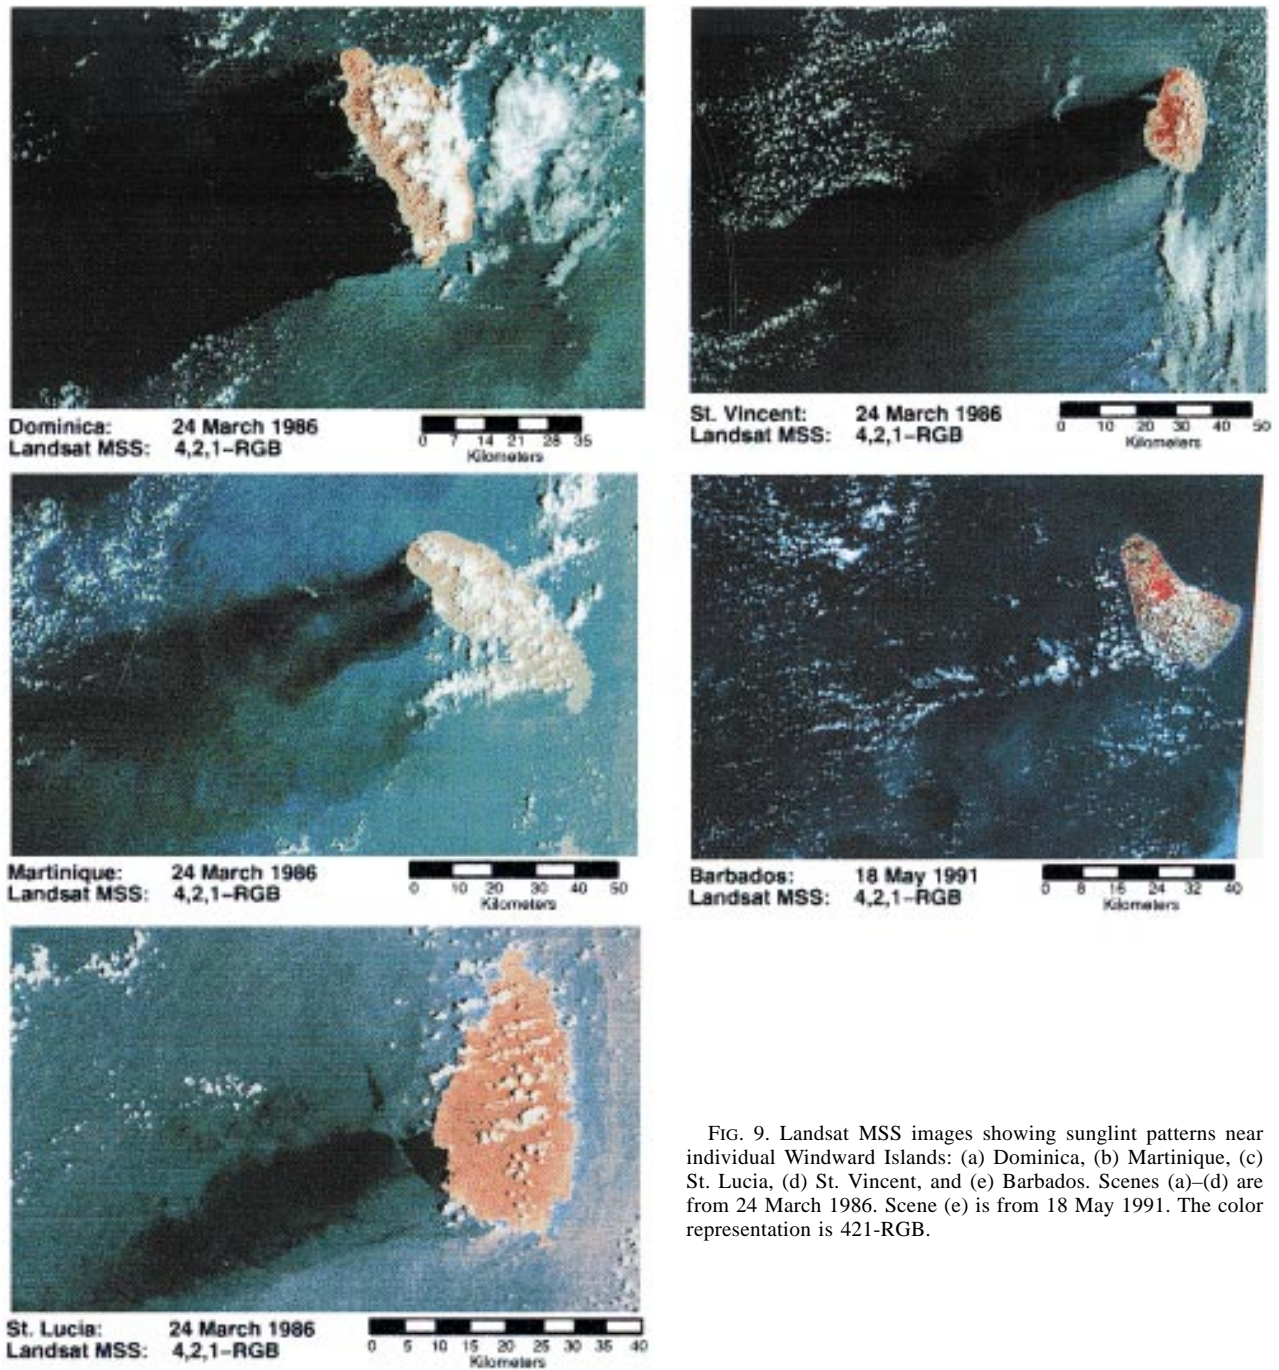 Dominica: 24 March 1986
Landsat MSS: 4,2,1-RGB
0 7 14 21 28 35
Kilometers
St. Vincent: 24 March 1986
Landsat MSS: 4,2,1-RGB
0 10 20 30 40 50
Kilometers
Martinique: 24 March 1986
Landsat MSS: 4,2,1-RGB
0 10 20 30 40 50
Kilometers
Barbados: 18 May 1991
Landsat MSS: 4,2,1-RGB
0 8 16 24 32 40
Kilometers
St. Lucia: 24 March 1986
Landsat MSS: 4,2,1-RGB
0 5 10 15 20 25 30 35 40
Kilometers
FIG. 9. Landsat MSS images showing sunglint patterns near
individual Windward Islands: (a) Dominica, (b) Martinique, (c)
St. Lucia, (d) St. Vincent, and (e) Barbados. Scenes (a)–(d) are
from 24 March 1986. Scene (e) is from 18 May 1991. The color
representation is 421-RGB.